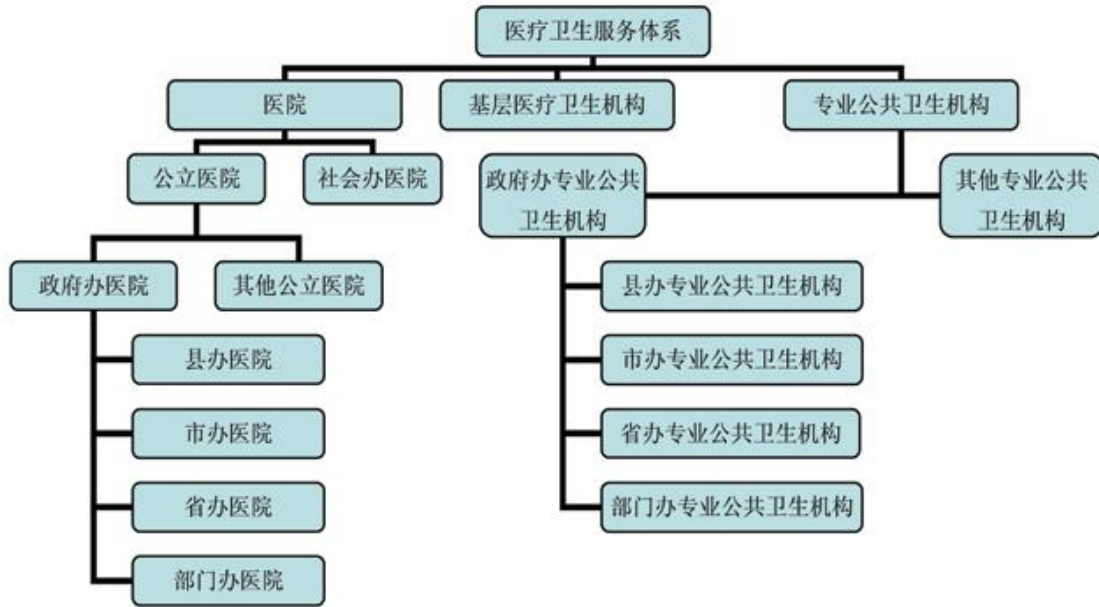 医疗卫生服务体系
医院
基层医疗卫生机构
专业公共卫生机构
公立医院
社会办医院
政府办专业公共
卫生机构
其他专业公共
卫生机构
政府办医院
其他公立医院
县办专业公共卫生机构
县办医院
市办专业公共卫生机构
市办医院
省办专业公共卫生机构
省办医院
部门办专业公共卫生机构
部门办医院